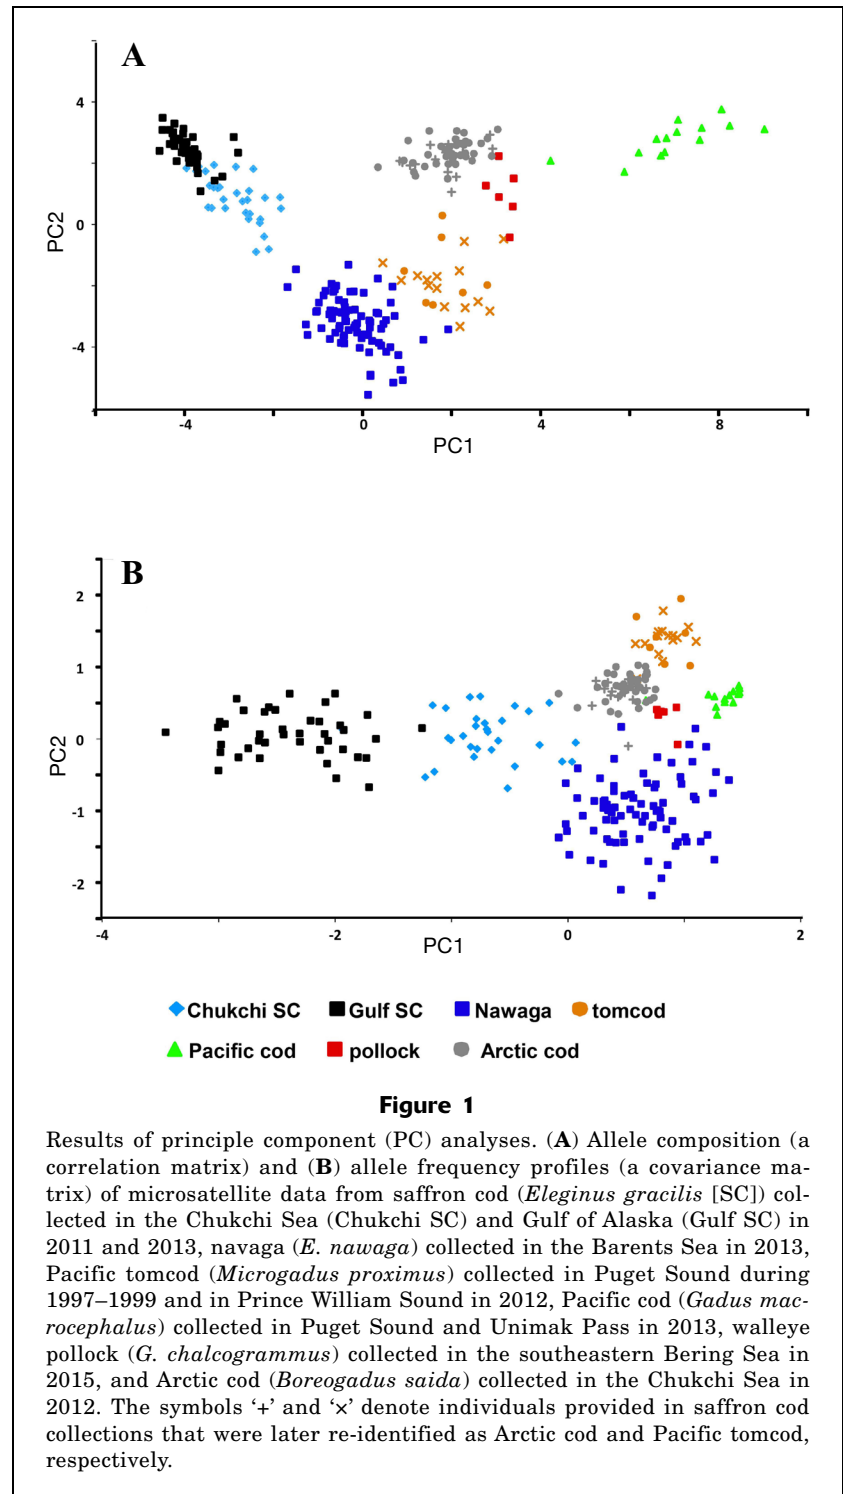 A
4
0
-4
PC2
-4 0 4 8
PC1
B
2
1
0
-1
-2
PC2
-4 -2 0 2
PC1
Chukchi SC Gulf SC Nawaga tomcod
Pacific cod pollock Arctic cod
Figure 1
Results of principle component (PC) analyses. (A) Allele composition (a
correlation matrix) and (B) allele frequency profiles (a covariance ma-
trix) of microsatellite data from saffron cod (Eleginus gracilis [SC]) col-
lected in the Chukchi Sea (Chukchi SC) and Gulf of Alaska (Gulf SC) in
2011 and 2013, navaga (E. nawaga) collected in the Barents Sea in 2013,
Pacific tomcod (Microgadus proximus) collected in Puget Sound during
1997–1999 and in Prince William Sound in 2012, Pacific cod (Gadus mac-
rocephalus) collected in Puget Sound and Unimak Pass in 2013, walleye
pollock (G. chalcogrammus) collected in the southeastern Bering Sea in
2015, and Arctic cod (Boreogadus saida) collected in the Chukchi Sea in
2012. The symbols ‘+’ and ‘×’ denote individuals provided in saffron cod
collections that were later re-identified as Arctic cod and Pacific tomcod,
respectively.